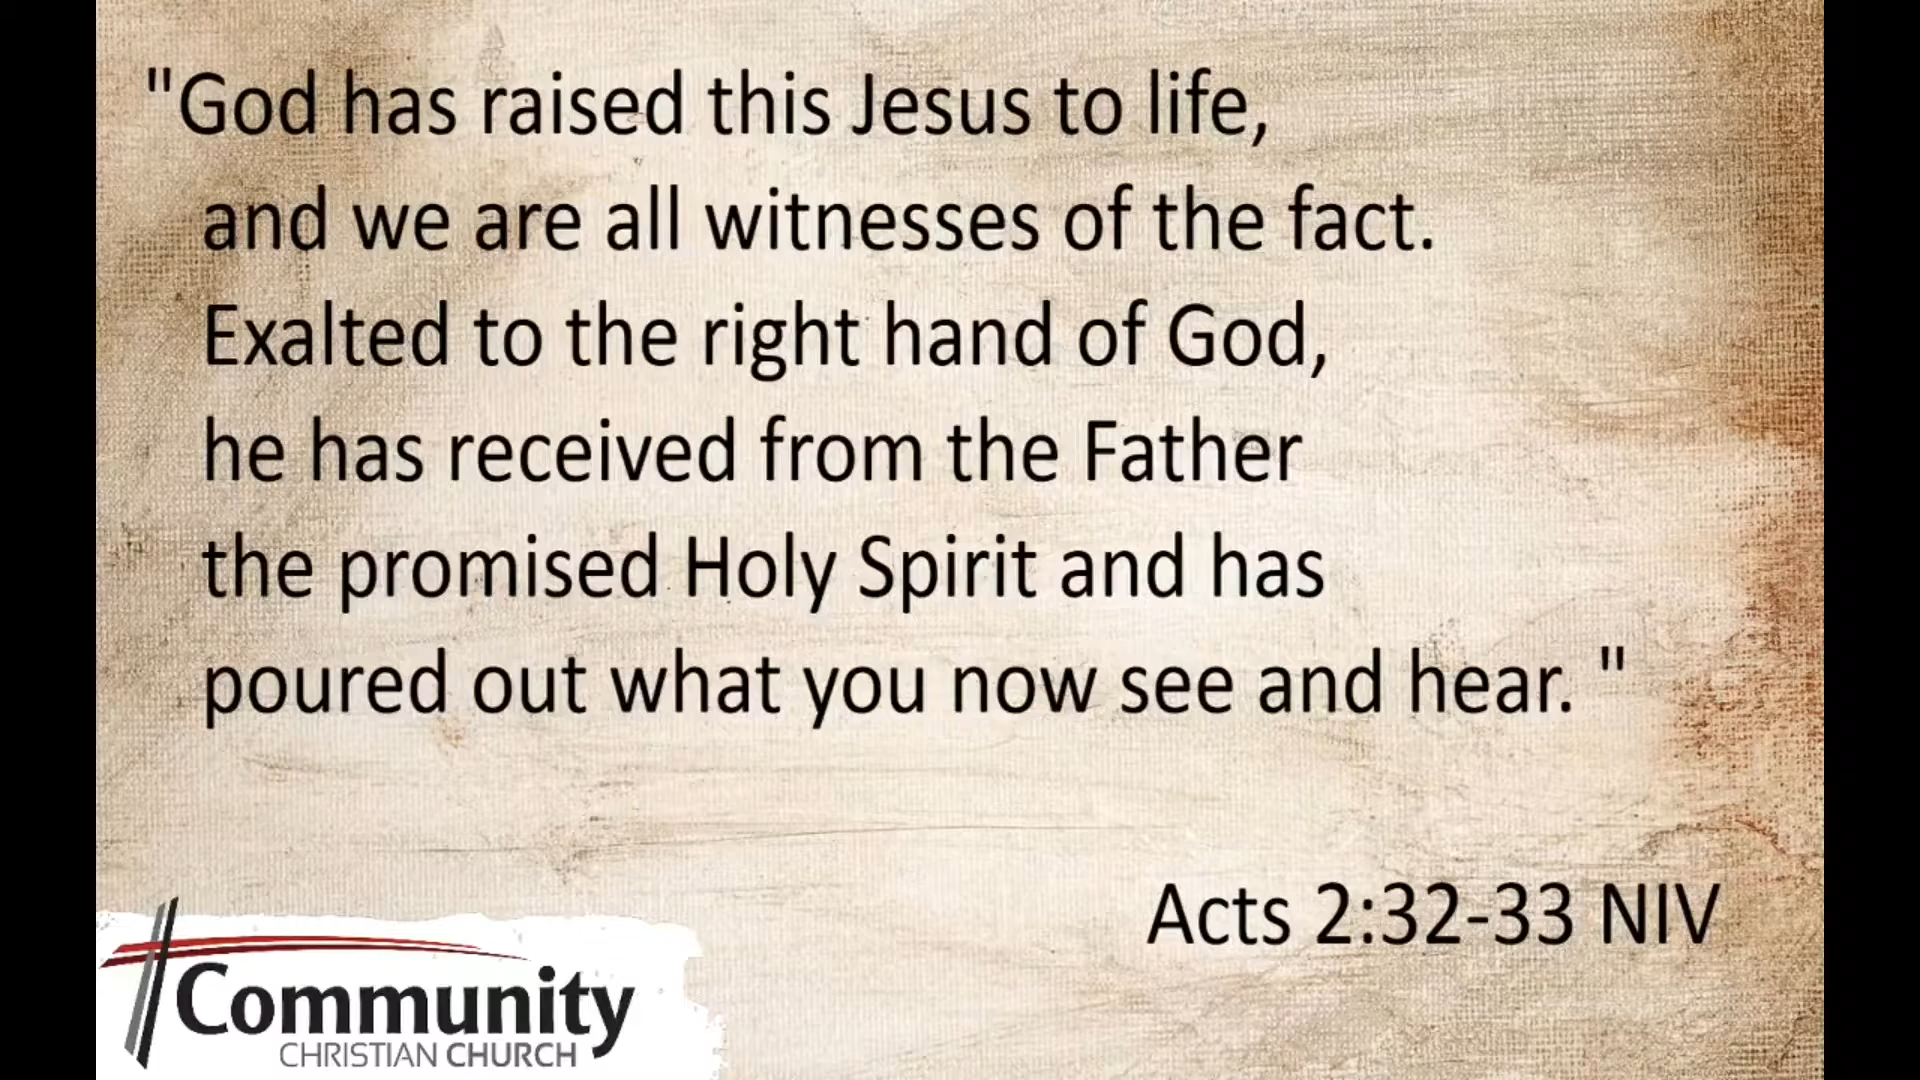 "God has raised this Jesus to life,
and we are all witnesses of the fact.
Exalted to the right hand of God,
he has received from the Father
the promised Holy Spirit and has
poured out what you now see and hear. "
Acts 2:32-33 NIV
Community
CHRISTIAN CHURCH